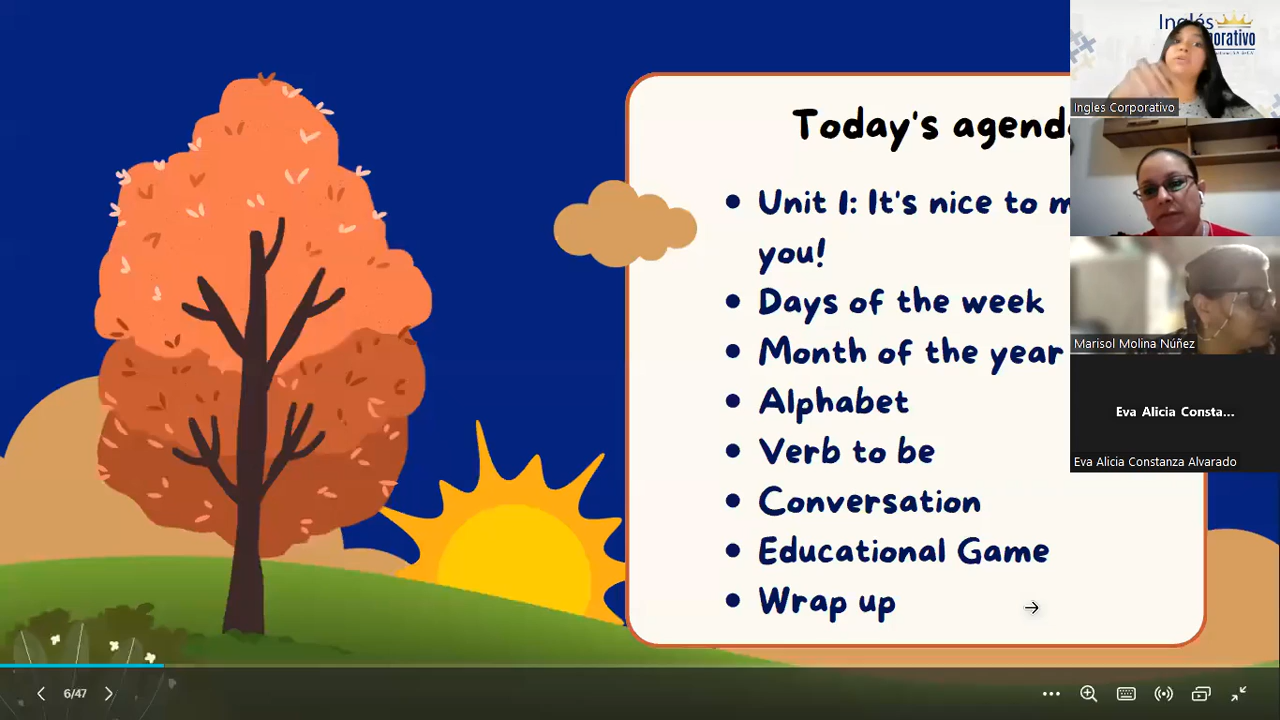 Today's agend
Unit 1: It's nice to m
you!
Days of the week
Month of the year
Alphabet
Verb to be
Conversation
Educational Game
Wrap up
6/47
Inglés
porativo
Ingles Corporativo
Marisol Molina Núñez
Eva Alicia Consta...
Eva Alicia Constanza Alvarado